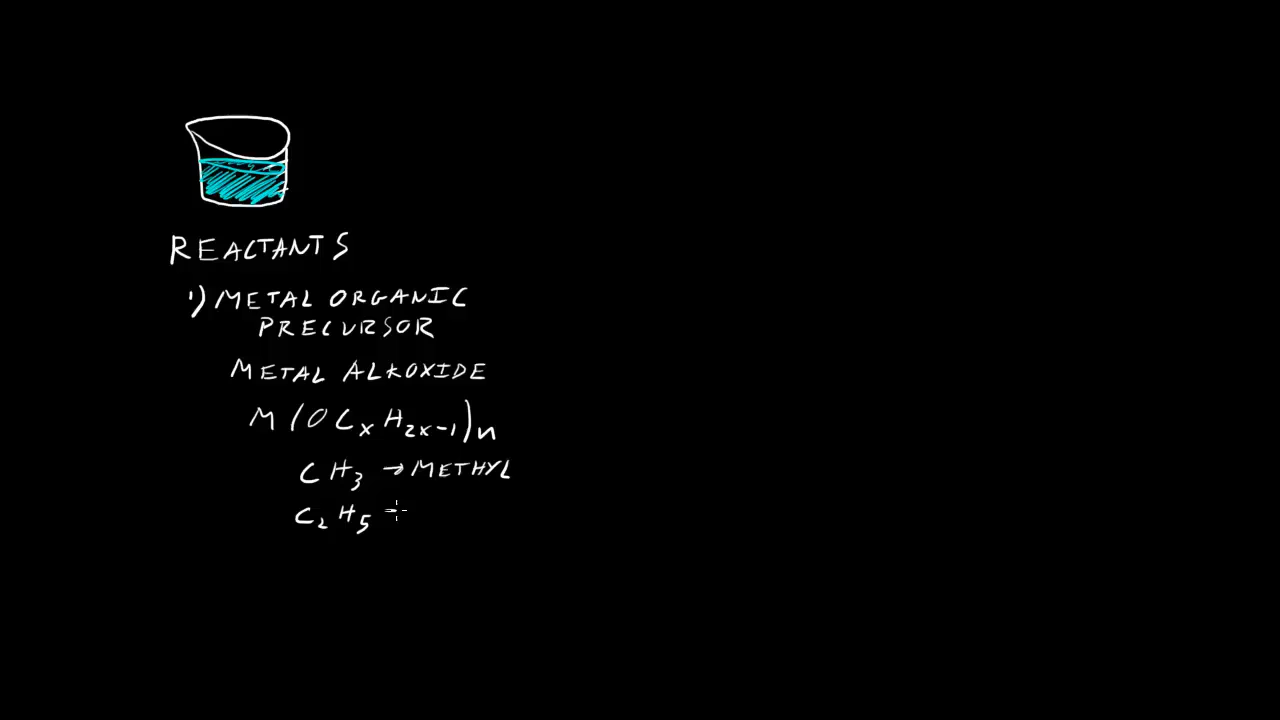 REACTANTS
1) METAL ORGANIC
PRECURSOR
METAL ALKOXIDE
M(OCₓH₂ₓ₋₁)ₙ
CH₃ → METHYL
C₂H₅ -